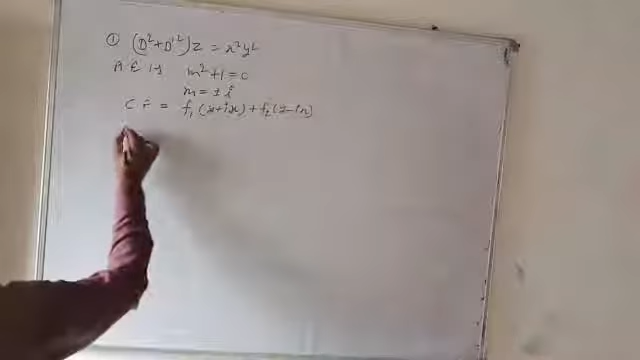 ① (D²+D'²)z = x²y²
A E is m²+1=0
m = ± i
C F = f₁(y+ix)+f₂(y-ix)